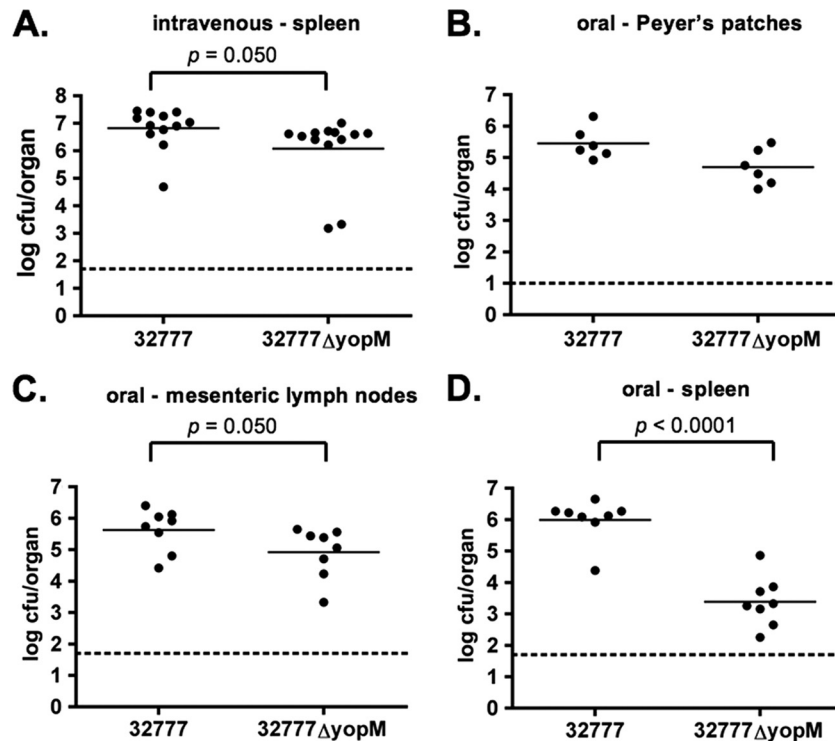 A.
intravenous - spleen
p = 0.050
log cfu/organ
8
7
6
5
4
3
2
1
0
32777
32777ΔyopM
B.
oral - Peyer's patches
log cfu/organ
7
6
5
4
3
2
1
0
32777
32777ΔyopM
C.
oral - mesenteric lymph nodes
p = 0.050
log cfu/organ
7
6
5
4
3
2
1
0
32777
32777ΔyopM
D.
oral - spleen
p < 0.0001
log cfu/organ
7
6
5
4
3
2
1
0
32777
32777ΔyopM